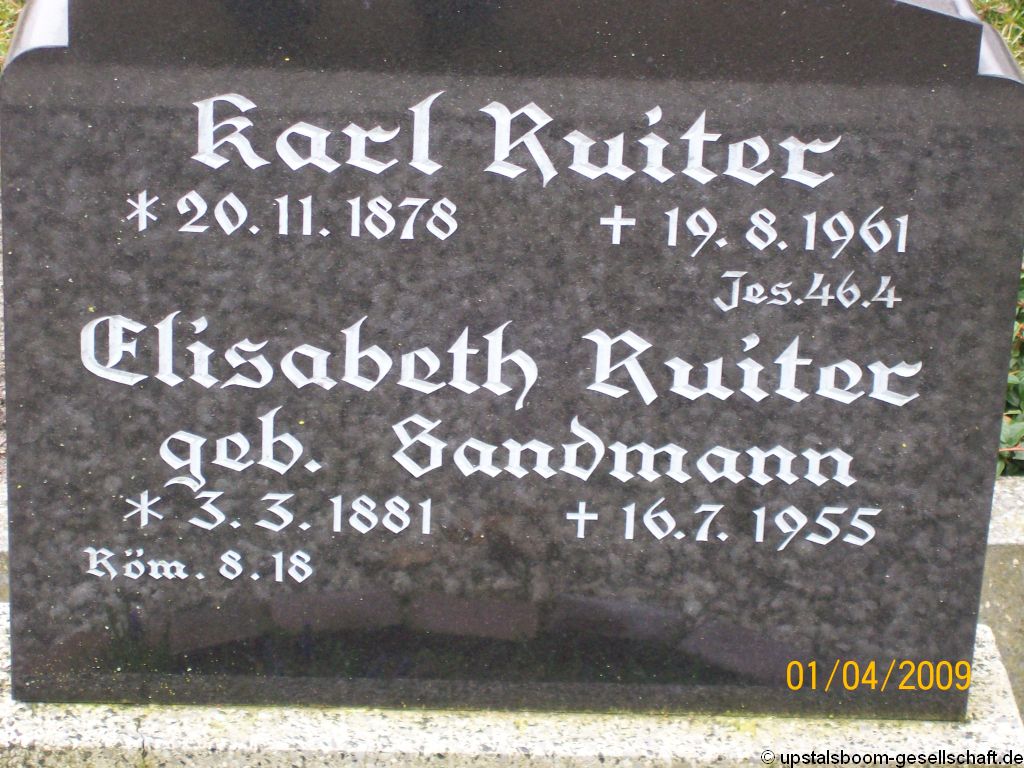 Karl Ruiter
* 20. 11. 1878 † 19. 8. 1961
Jes. 46. 4
Elisabeth Ruiter
geb. Sandmann
* 3. 3. 1881 † 16. 7. 1955
Röm. 8. 18
01/04/2009
© upstalsboom-gesellschaft.de